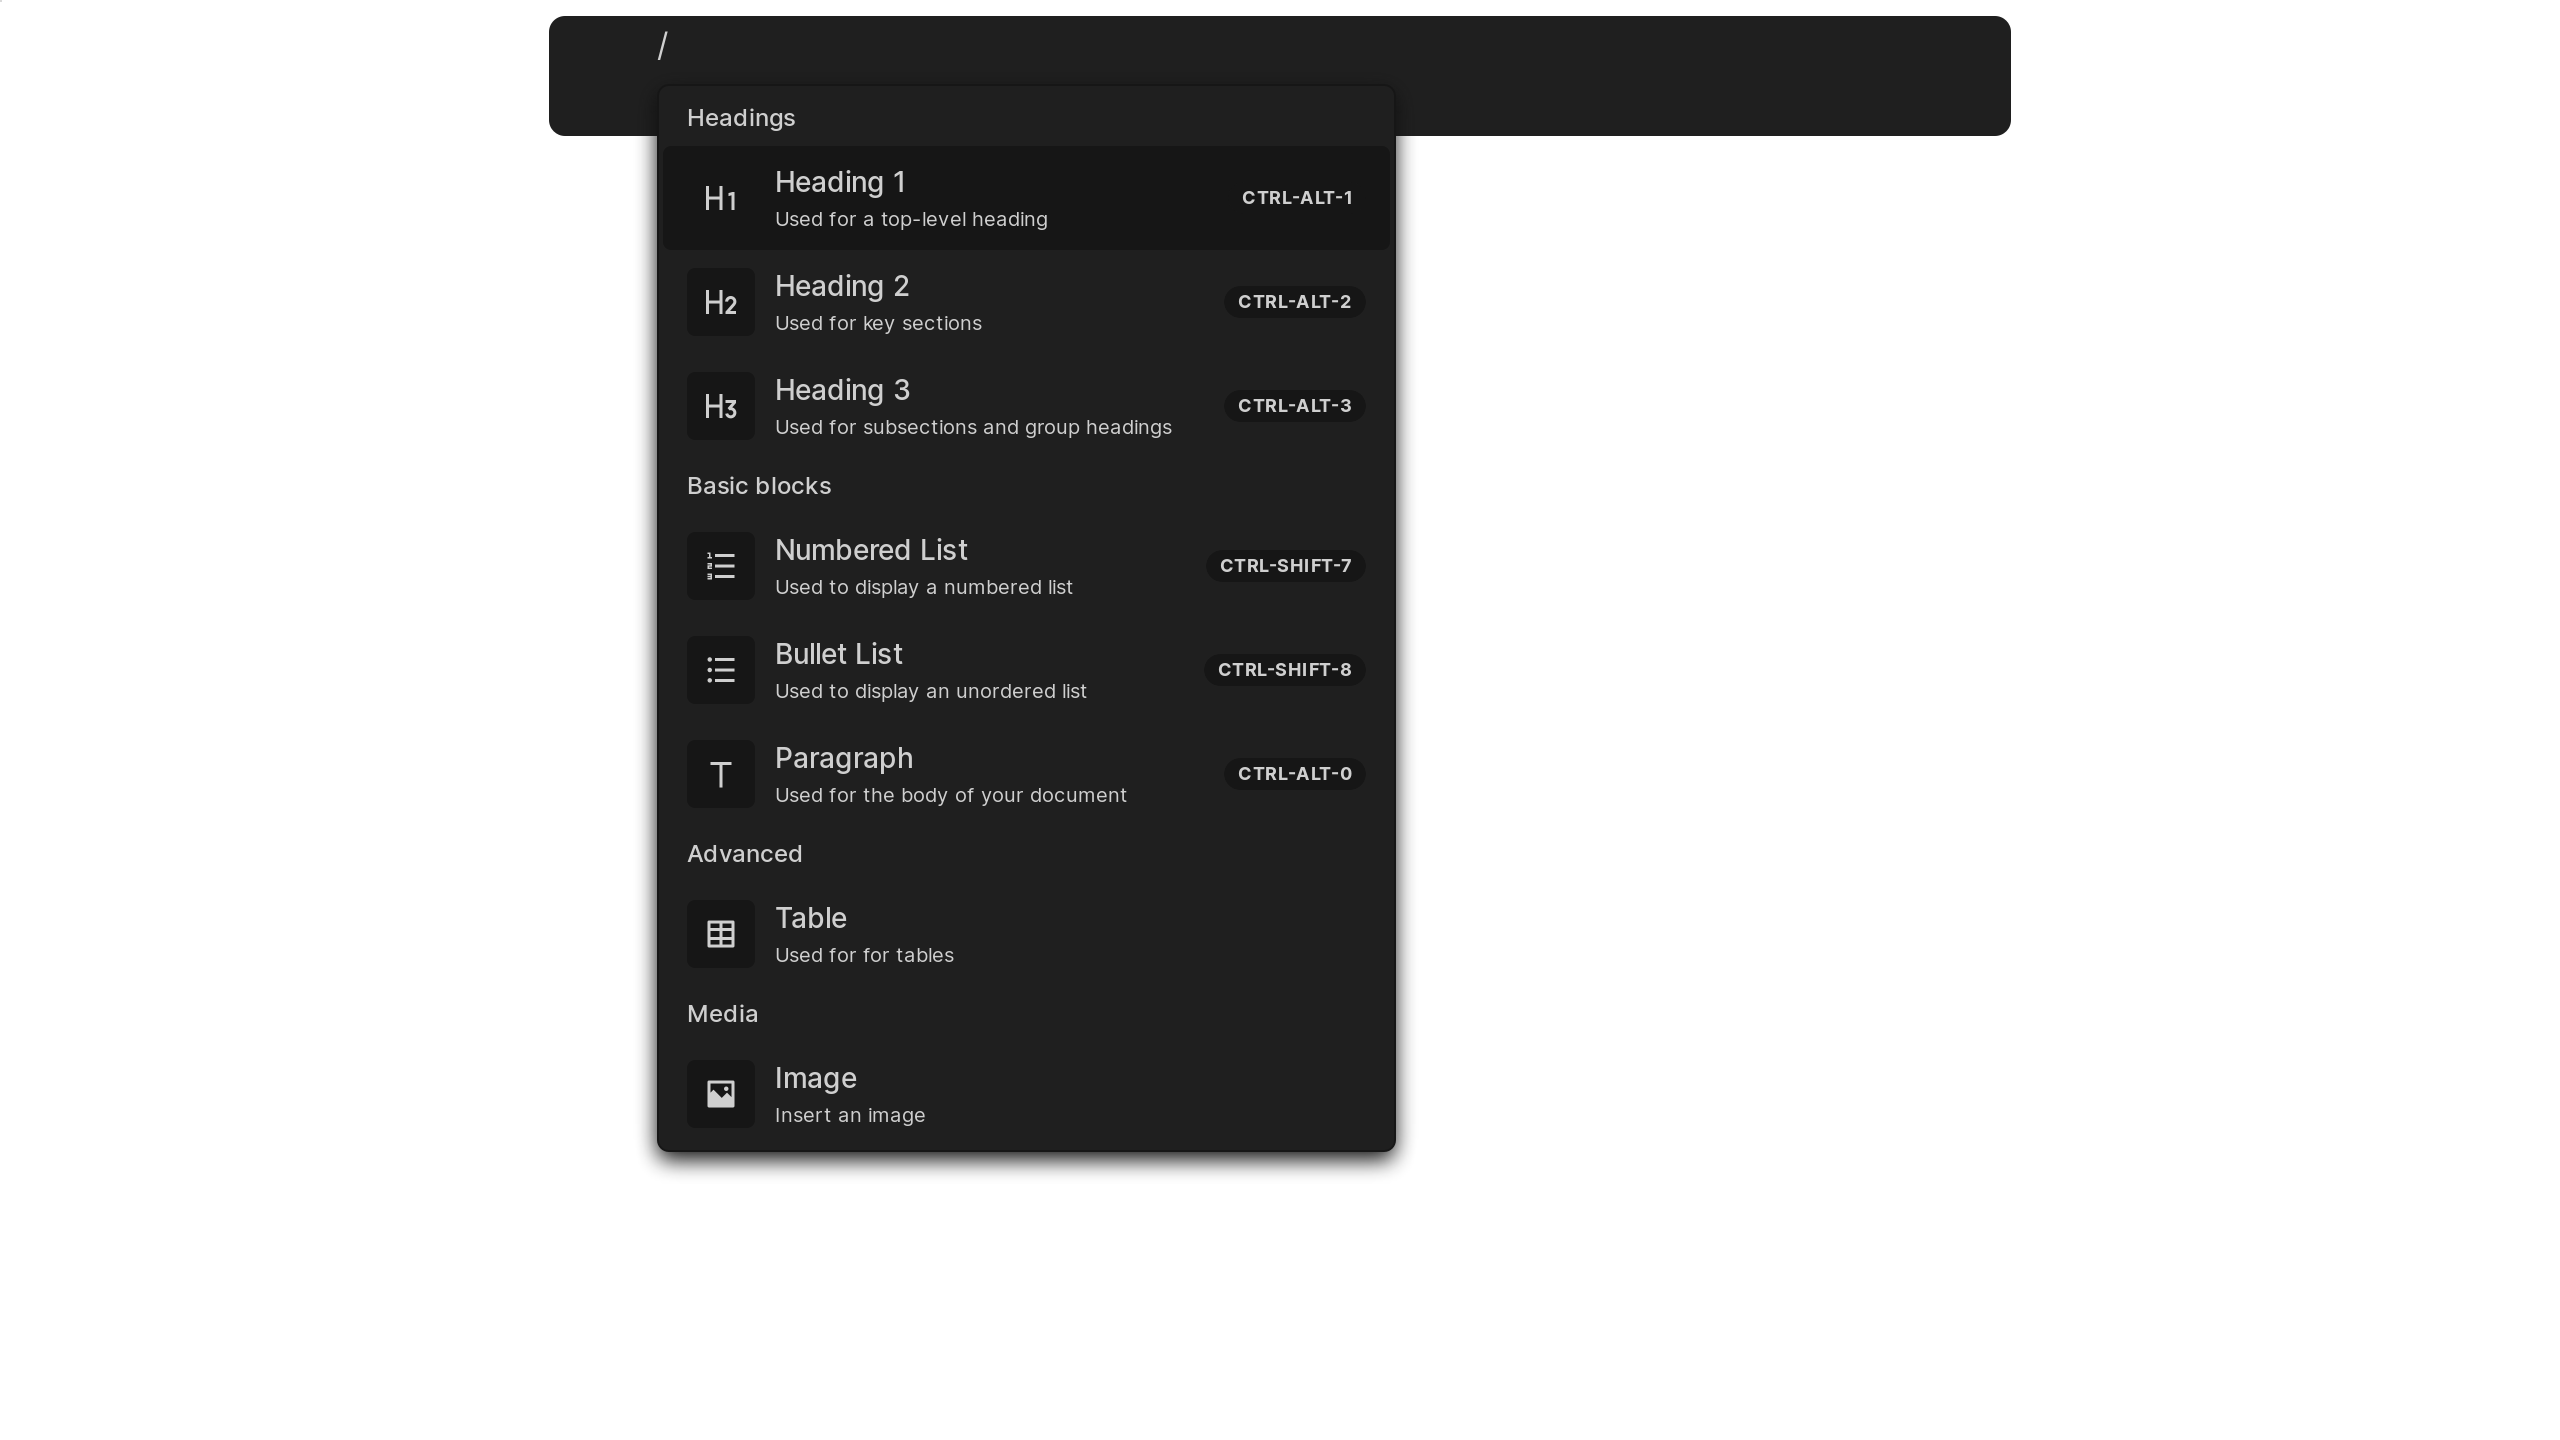 /
Headings
H1 Heading 1 CTRL-ALT-1
Used for a top-level heading
H2 Heading 2 CTRL-ALT-2
Used for key sections
H3 Heading 3 CTRL-ALT-3
Used for subsections and group headings
Basic blocks
Numbered List CTRL-SHIFT-7
Used to display a numbered list
Bullet List CTRL-SHIFT-8
Used to display an unordered list
Paragraph CTRL-ALT-0
Used for the body of your document
Advanced
Table
Used for for tables
Media
Image
Insert an image